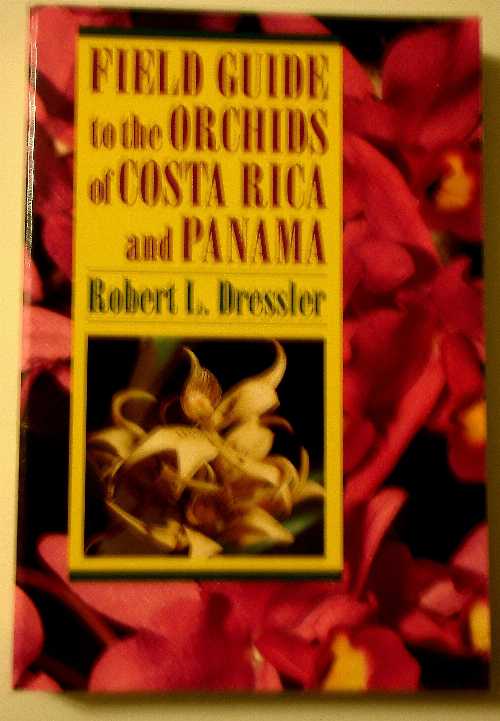 FIELD GUIDE
to the ORCHIDS
of COSTA RICA
and PANAMA
Robert L. Dressler